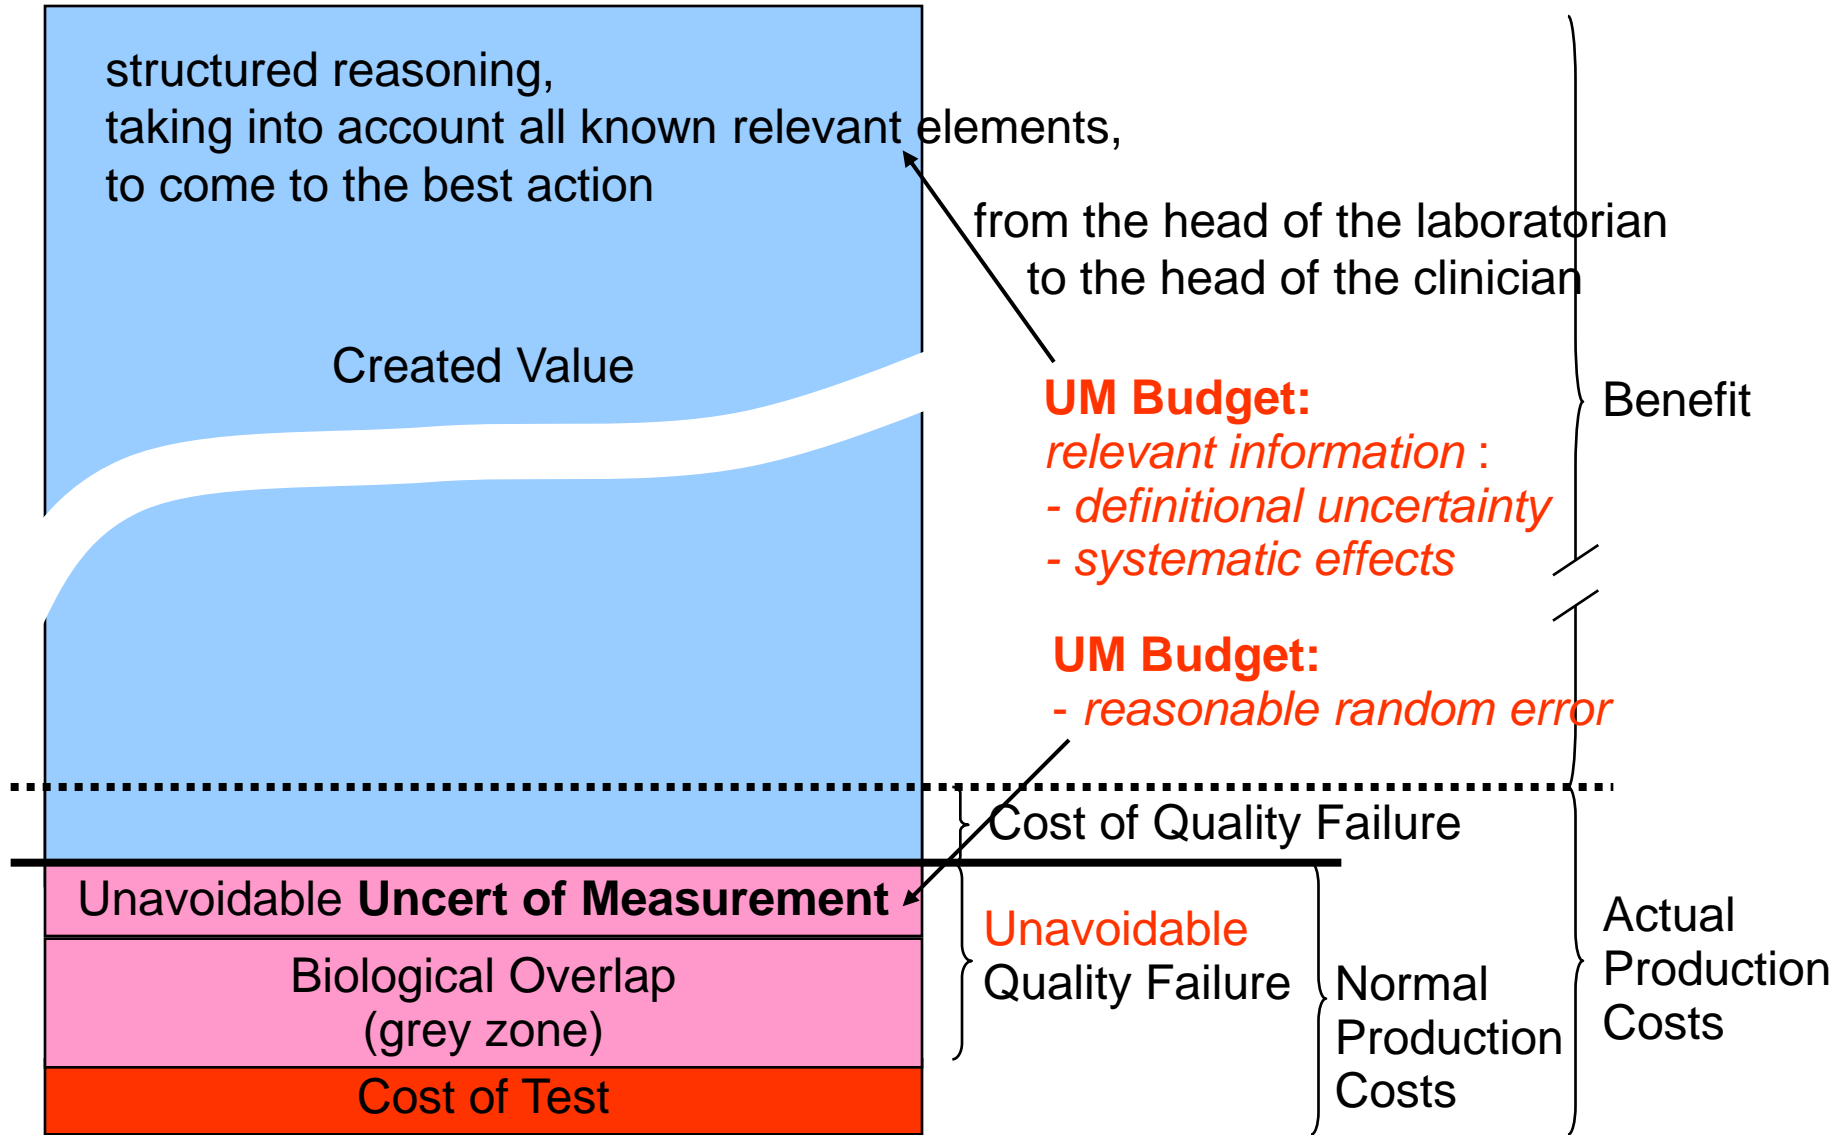 structured reasoning,
taking into account all known relevant elements,
to come to the best action
from the head of the laboratorian
to the head of the clinician
Created Value
UM Budget:
relevant information :
- definitional uncertainty
- systematic effects
Benefit
UM Budget:
- reasonable random error
Cost of Quality Failure
Unavoidable Uncert of Measurement
Unavoidable
Quality Failure
Biological Overlap
(grey zone)
Cost of Test
Normal
Production
Costs
Actual
Production
Costs